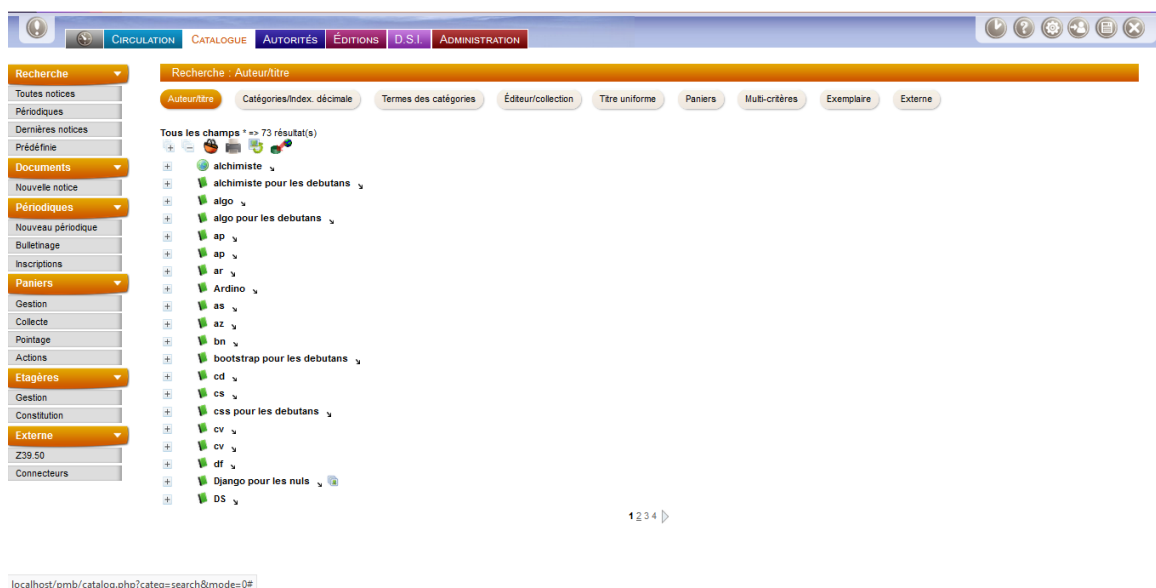 CIRCULATION CATALOGUE AUTORITÉS ÉDITIONS D.S.I. ADMINISTRATION
Recherche
Toutes notices
Périodiques
Dernières notices
Prédéfinie
Documents
Nouvelle notice
Périodiques
Nouveau périodique
Bulletinage
Inscriptions
Paniers
Gestion
Collecte
Pointage
Actions
Etagères
Gestion
Constitution
Externe
Z39.50
Connecteurs
Recherche : Auteur/titre
Auteur/titre Catégories/Index. décimale Termes des catégories Éditeur/collection Titre uniforme Paniers Multi-critères Exemplaire Externe
Tous les champs * => 73 résultat(s)
alchimiste
alchimiste pour les debutans
algo
algo pour les debutans
ap
ap
ar
Ardino
as
az
bn
bootstrap pour les debutans
cd
cs
css pour les debutans
cv
cv
df
Django pour les nuls
DS
1 2 3 4
localhost/pmb/catalog.php?categ=search&mode=0#